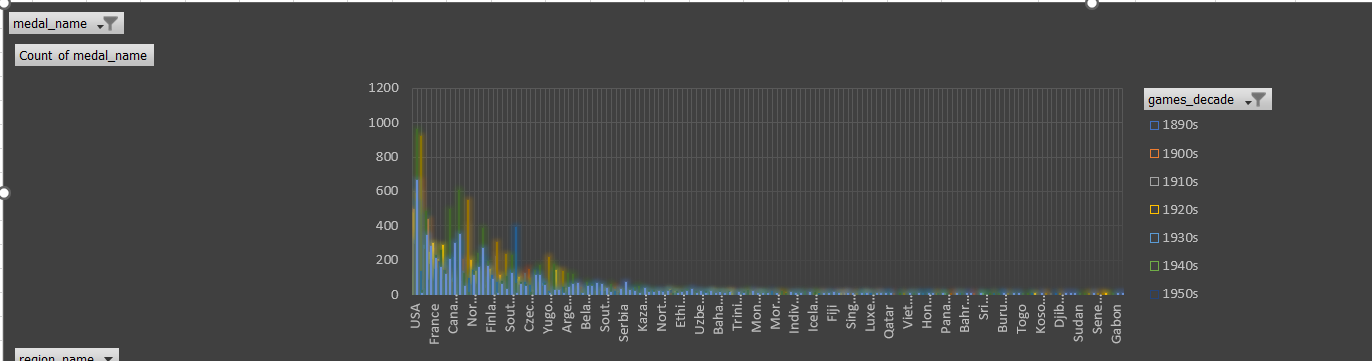 medal_name
Count of medal_name
1200
1000
800
600
400
200
0
USA
France
Cana...
Nor...
Finla...
Sout...
Czec...
Yugo...
Arge...
Bela...
Sout...
Serbia
Kaza...
Nort...
Ethi...
Uzbe...
Baha...
Trini...
Mon...
Mor...
Indiv...
Icela...
Fiji
Sing...
Luxe...
Qatar
Viet...
Hon...
Pana...
Bahr...
Sri...
Buru...
Togo
Koso...
Djib...
Sudan
Sene...
Gabon
games_decade
1890s
1900s
1910s
1920s
1930s
1940s
1950s
region_name